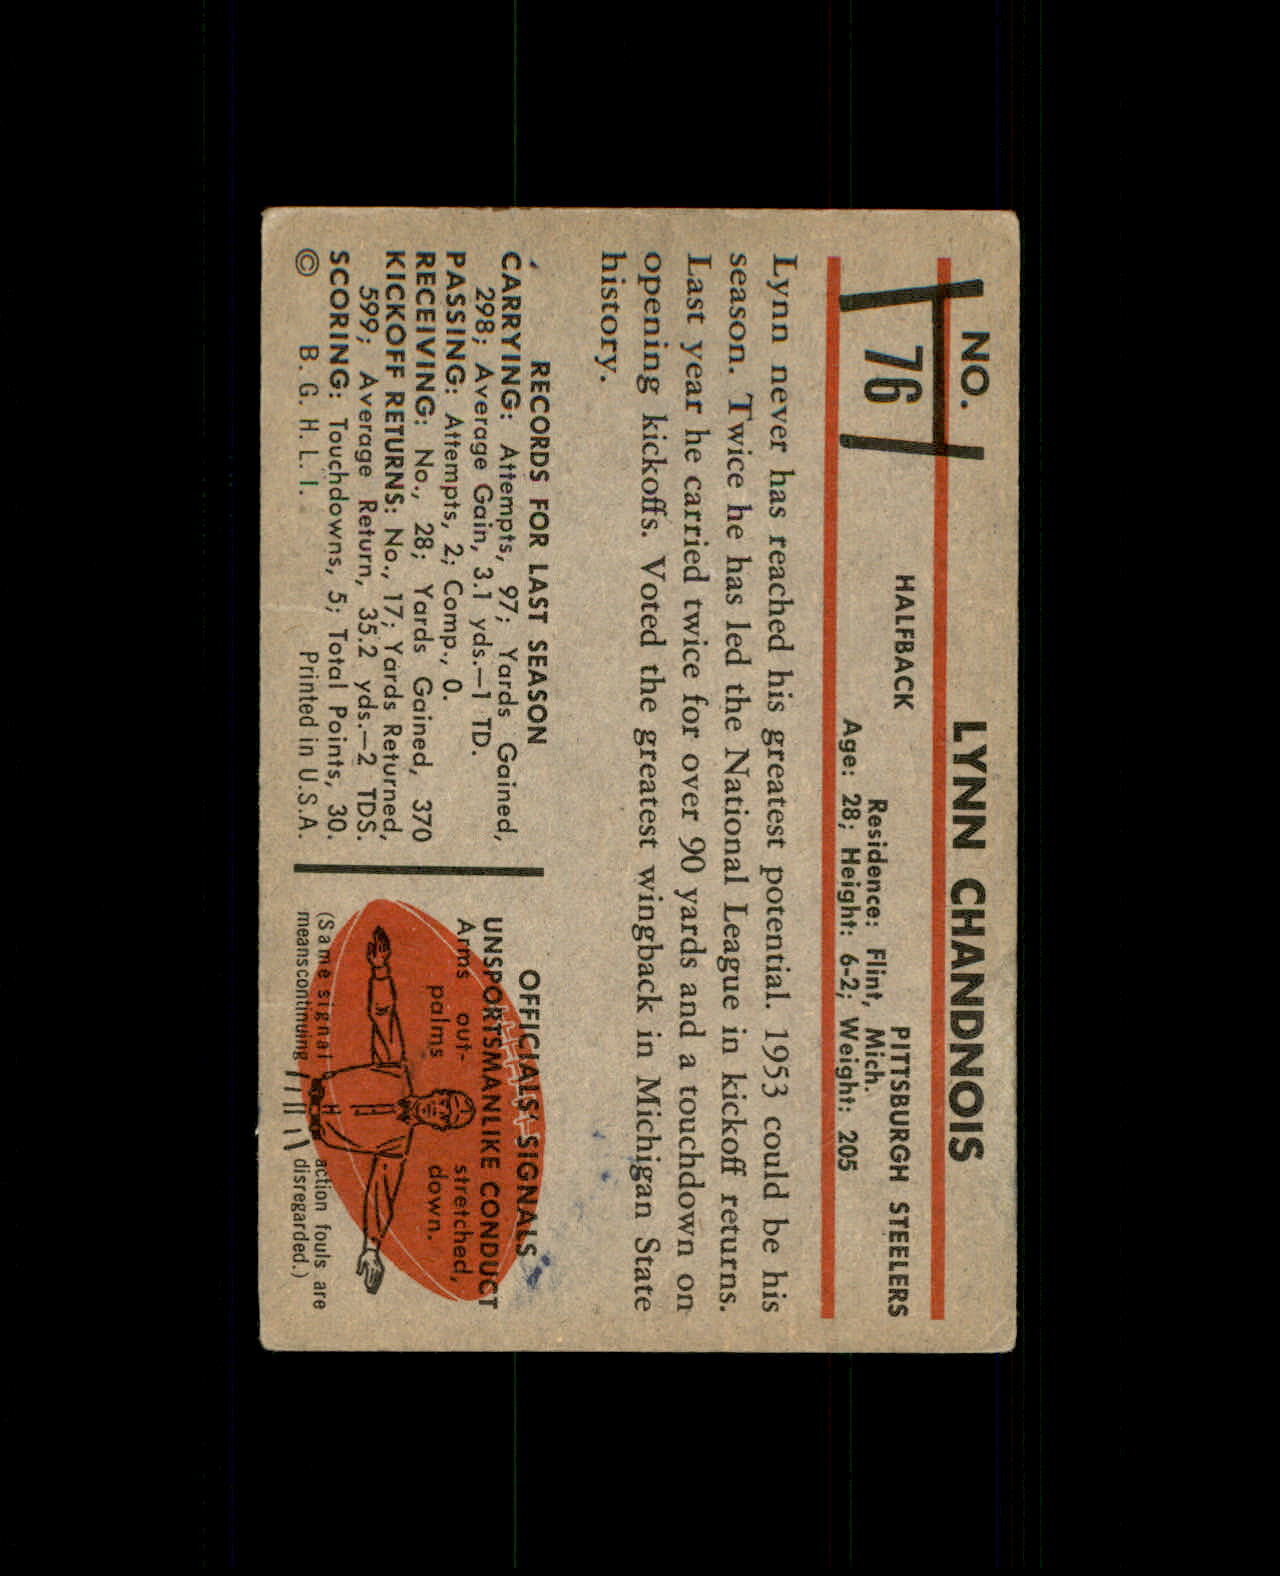 NO.
76
LYNN CHANDNOIS
HALFBACK
PITTSBURGH STEELERS
Residence: Flint, Mich.
Age: 28; Height: 6-2; Weight: 205
Lynn never has reached his greatest potential. 1953 could be his
season. Twice he has led the National League in kickoff returns.
Last year he carried twice for over 90 yards and a touchdown on
opening kickoffs. Voted the greatest wingback in Michigan State
history.
RECORDS FOR LAST SEASON
CARRYING: Attempts, 97; Yards Gained,
298; Average Gain, 3.1 yds.—1 TD.
PASSING: Attempts, 2; Comp., 0.
RECEIVING: No., 28; Yards Gained, 370
KICKOFF RETURNS: No., 17; Yards Returned,
599; Average Return, 35.2 yds.—2 TDS.
SCORING: Touchdowns, 5; Total Points, 30.
© B. G. H. L. I. Printed in U.S.A.
OFFICIALS' SIGNALS
UNSPORTSMANLIKE CONDUCT
Arms out- stretched,
palms down.
(Same signal action fouls are
means continuing disregarded.)